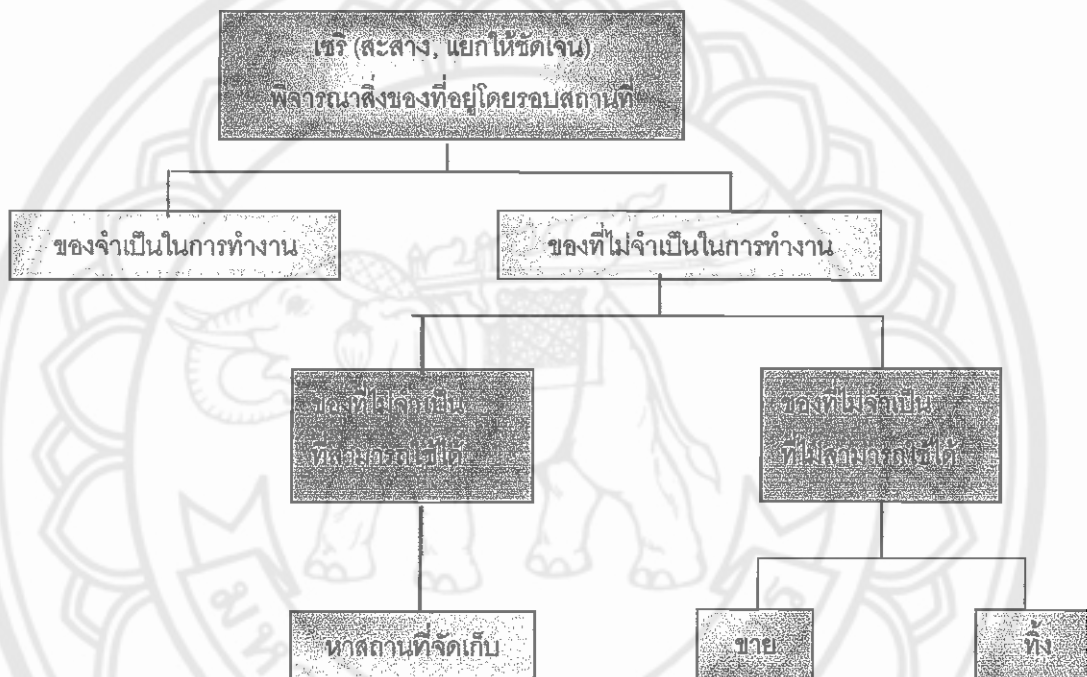 เซริ (สะสาง, แยกให้ชัดเจน)
พิจารณาสิ่งของที่อยู่โดยรอบสถานที่
ของจำเป็นในการทำงาน
ของที่ไม่จำเป็นในการทำงาน
ของที่ไม่จำเป็น
ที่สามารถใช้ได้
ของที่ไม่จำเป็น
ที่ไม่สามารถใช้ได้
หาสถานที่จัดเก็บ
ขาย
ทิ้ง